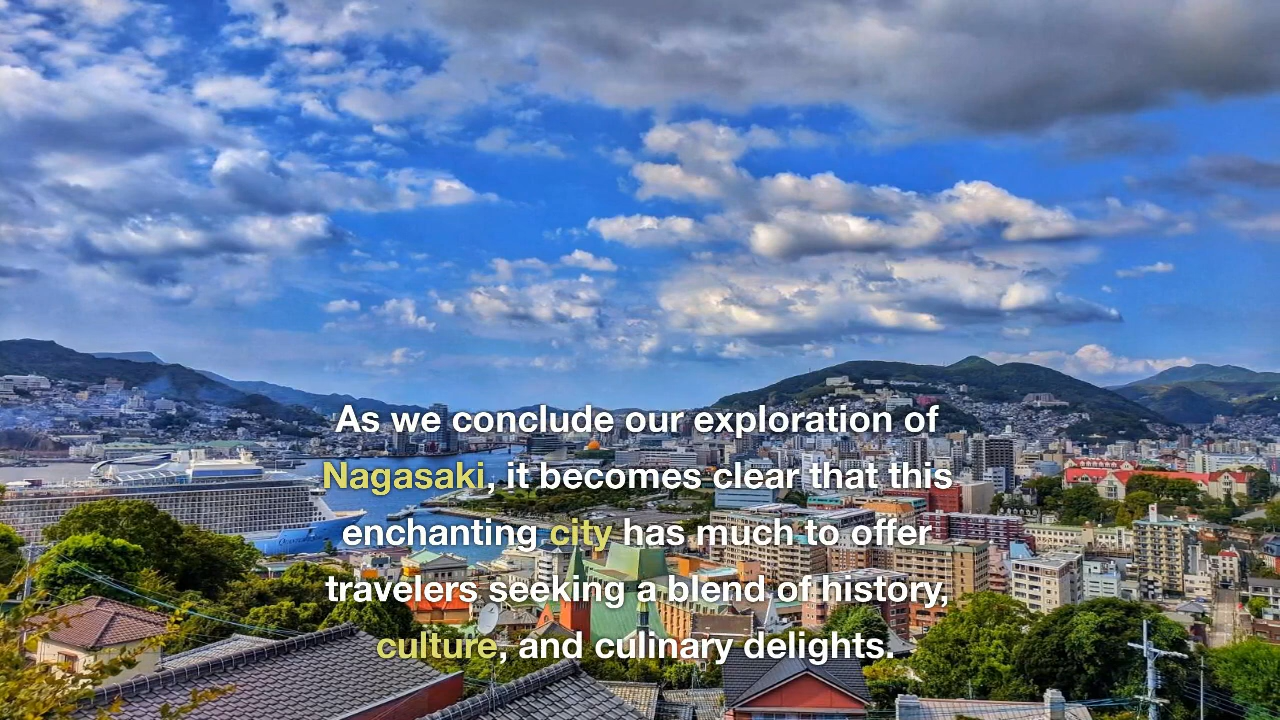 As we conclude our exploration of
Nagasaki, it becomes clear that this
enchanting city has much to offer
travelers seeking a blend of history,
culture, and culinary delights.